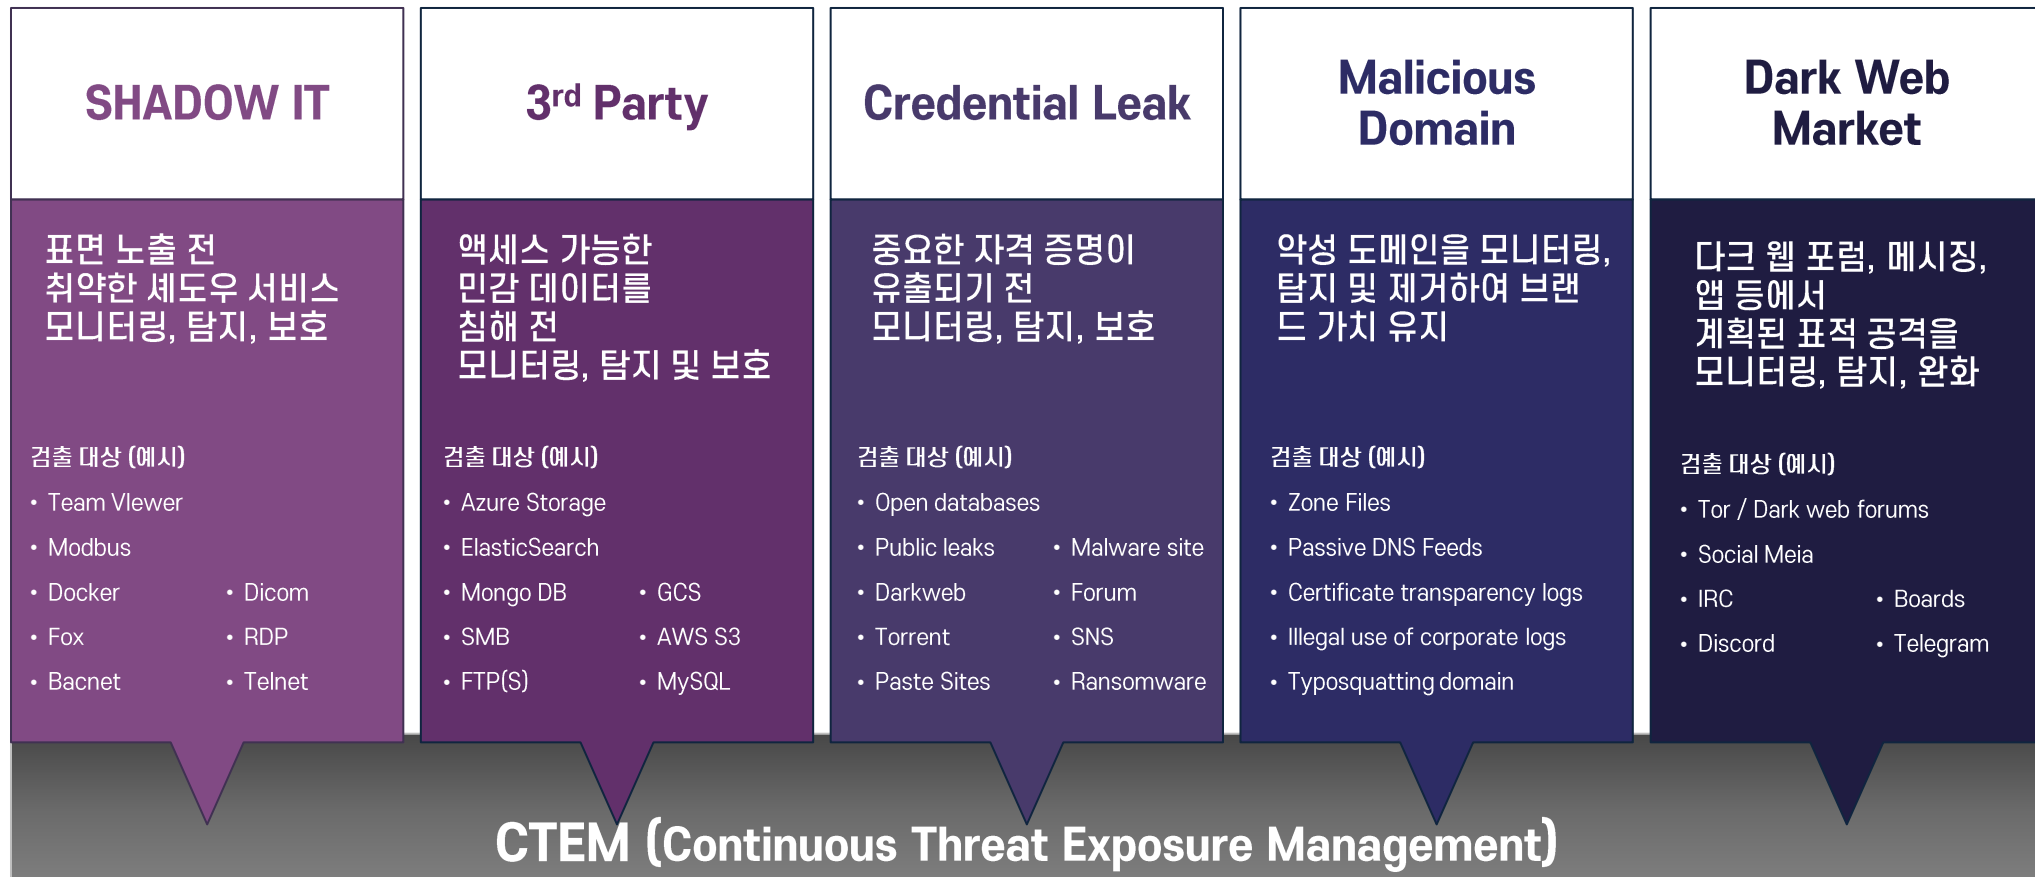 SHADOW IT
표면 노출 전
취약한 셰도우 서비스
모니터링, 탐지, 보호
검출 대상 (예시)
• Team VIewer
• Modbus
• Docker
• Dicom
• Fox
• RDP
• Bacnet
• Telnet
3rd Party
액세스 가능한
민감 데이터를
침해 전
모니터링, 탐지 및 보호
검출 대상 (예시)
• Azure Storage
• ElasticSearch
• Mongo DB
• GCS
• SMB
• AWS S3
• FTP(S)
• MySQL
Credential Leak
중요한 자격 증명이
유출되기 전
모니터링, 탐지, 보호
검출 대상 (예시)
• Open databases
• Public leaks
• Malware site
• Darkweb
• Forum
• Torrent
• SNS
• Paste Sites
• Ransomware
Malicious
Domain
악성 도메인을 모니터링,
탐지 및 제거하여 브랜
드 가치 유지
검출 대상 (예시)
• Zone Files
• Passive DNS Feeds
• Certificate transparency logs
• Illegal use of corporate logs
• Typosquatting domain
Dark Web
Market
다크 웹 포럼, 메시징,
앱 등에서
계획된 표적 공격을
모니터링, 탐지, 완화
검출 대상 (예시)
• Tor / Dark web forums
• Social Meia
• IRC
• Boards
• Discord
• Telegram
CTEM (Continuous Threat Exposure Management)